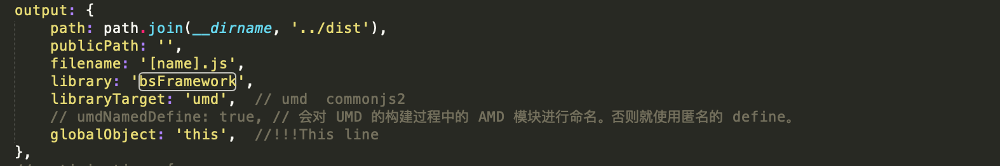 output: {
path: path.join(__dirname, '../dist'),
publicPath: '',
filename: '[name].js',
library: 'bsFramework',
libraryTarget: 'umd',  // umd  commonjs2
// umdNamedDefine: true, // 会对 UMD 的构建过程中的 AMD 模块进行命名。否则就使用匿名的 define。
globalObject: 'this',  //!!!This line
},